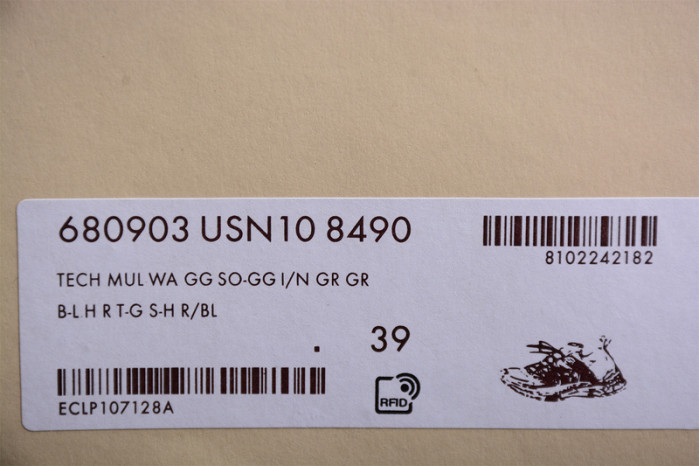 680903 USN10 8490
8102242182
TECH MUL WA GG SO-GG I/N GR GR
B-L.H R T-G S-H R/BL
. 39
ECLP107128A
RFID